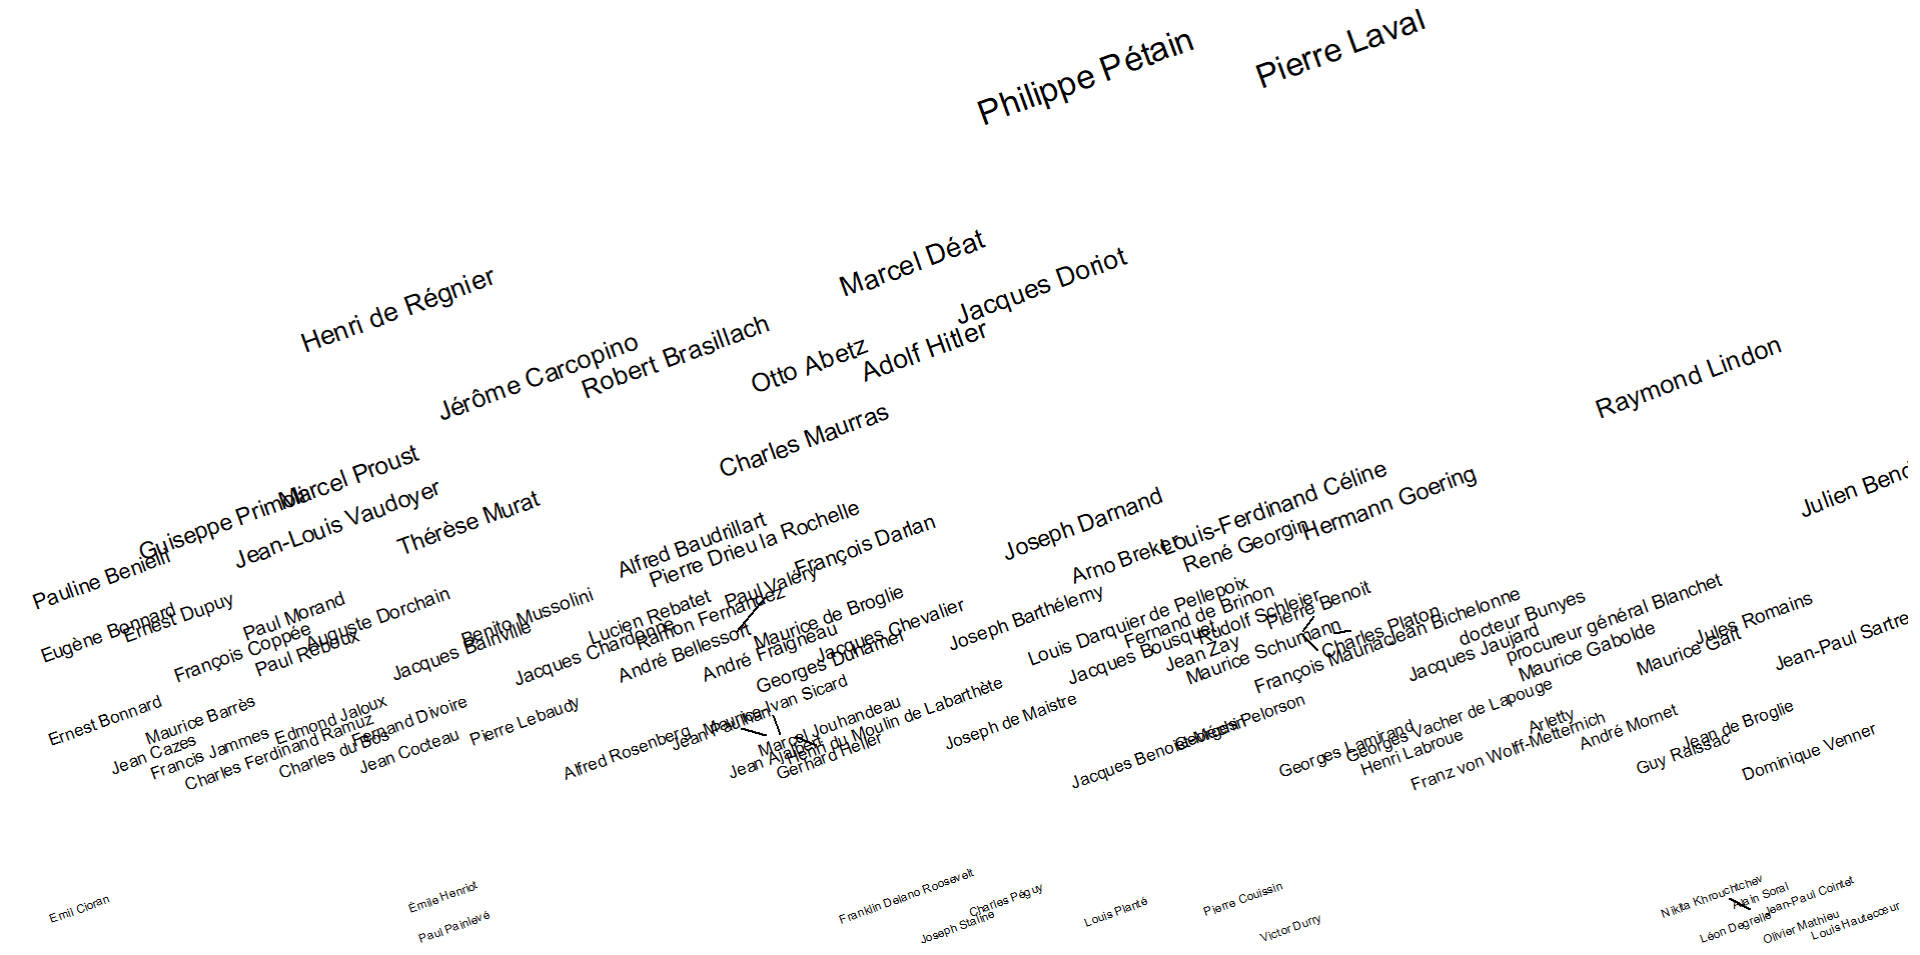 Pierre Laval
Philippe Pétain
Marcel Déat
Jacques Doriot
Henri de Régnier
Robert Brasillach
Jérôme Carcopino
Otto Abetz
Adolf Hitler
Raymond Lindon
Charles Maurras
Marcel Proust
Guiseppe Primoli
Jean-Louis Vaudoyer
Thérèse Murat
Louis-Ferdinand Céline
Hermann Goering
Julien Bend
Joseph Darnand
Alfred Baudrillart
Pierre Drieu la Rochelle
François Darlan
Arno Breker
René Georgin
Pauline Benieln
Eugène Bonnard
Ernest Dupuy
Paul Morand
François Coppée
Auguste Dorchain
Paul Reboux
Benito Mussolini
Jacques Bainville
Lucien Rebatet
Jacques Chardonne
Ramon Fernandez
Paul Valéry
André Bellessort
Maurice de Broglie
André Fraigneau
Jacques Chevalier
Georges Duhamel
Joseph Barthélemy
Louis Darquier de Pellepoix
Fernand de Brinon
Rudolf Schleier
Pierre Benoit
Jacques Bousquet
Jean Zay
Maurice Schumann
Charles Platon
Jean Bichelonne
François Mauriac
docteur Bunyes
Jacques Jaujard
procureur général Blanchet
Maurice Gabolde
Jules Romains
Maurice Gait
Jean-Paul Sartre
Ernest Bonnard
Maurice Barrès
Jean Cazes
Francis Jammes
Edmond Jaloux
Charles Ferdinand Ramuz
Charles du Bos
Fernand Divoire
Jean Cocteau
Pierre Lebaudy
Alfred Rosenberg
Jean Paulhan
Maurice-Ivan Sicard
Marcel Jouhandeau
Jean Ajalbert
Henri du Moulin de Labarthète
Gerhard Heller
Joseph de Maistre
Jacques Benoist-Méchin
Georges Pelorson
Georges Lamirand
Georges Vacher de Lapouge
Henri Labroue
Arletty
Franz von Wolff-Metternich
André Mornet
Jean de Broglie
Guy Raissac
Dominique Venner
Emil Cioran
Émile Henriot
Paul Painlevé
Franklin Delano Roosevelt
Charles Péguy
Joseph Staline
Louis Planté
Pierre Couissin
Victor Durry
Nikita Khrouchtchev
Alain Soral
Jean-Paul Cointet
Léon Degrelle
Olivier Mathieu
Louis Hautecœur